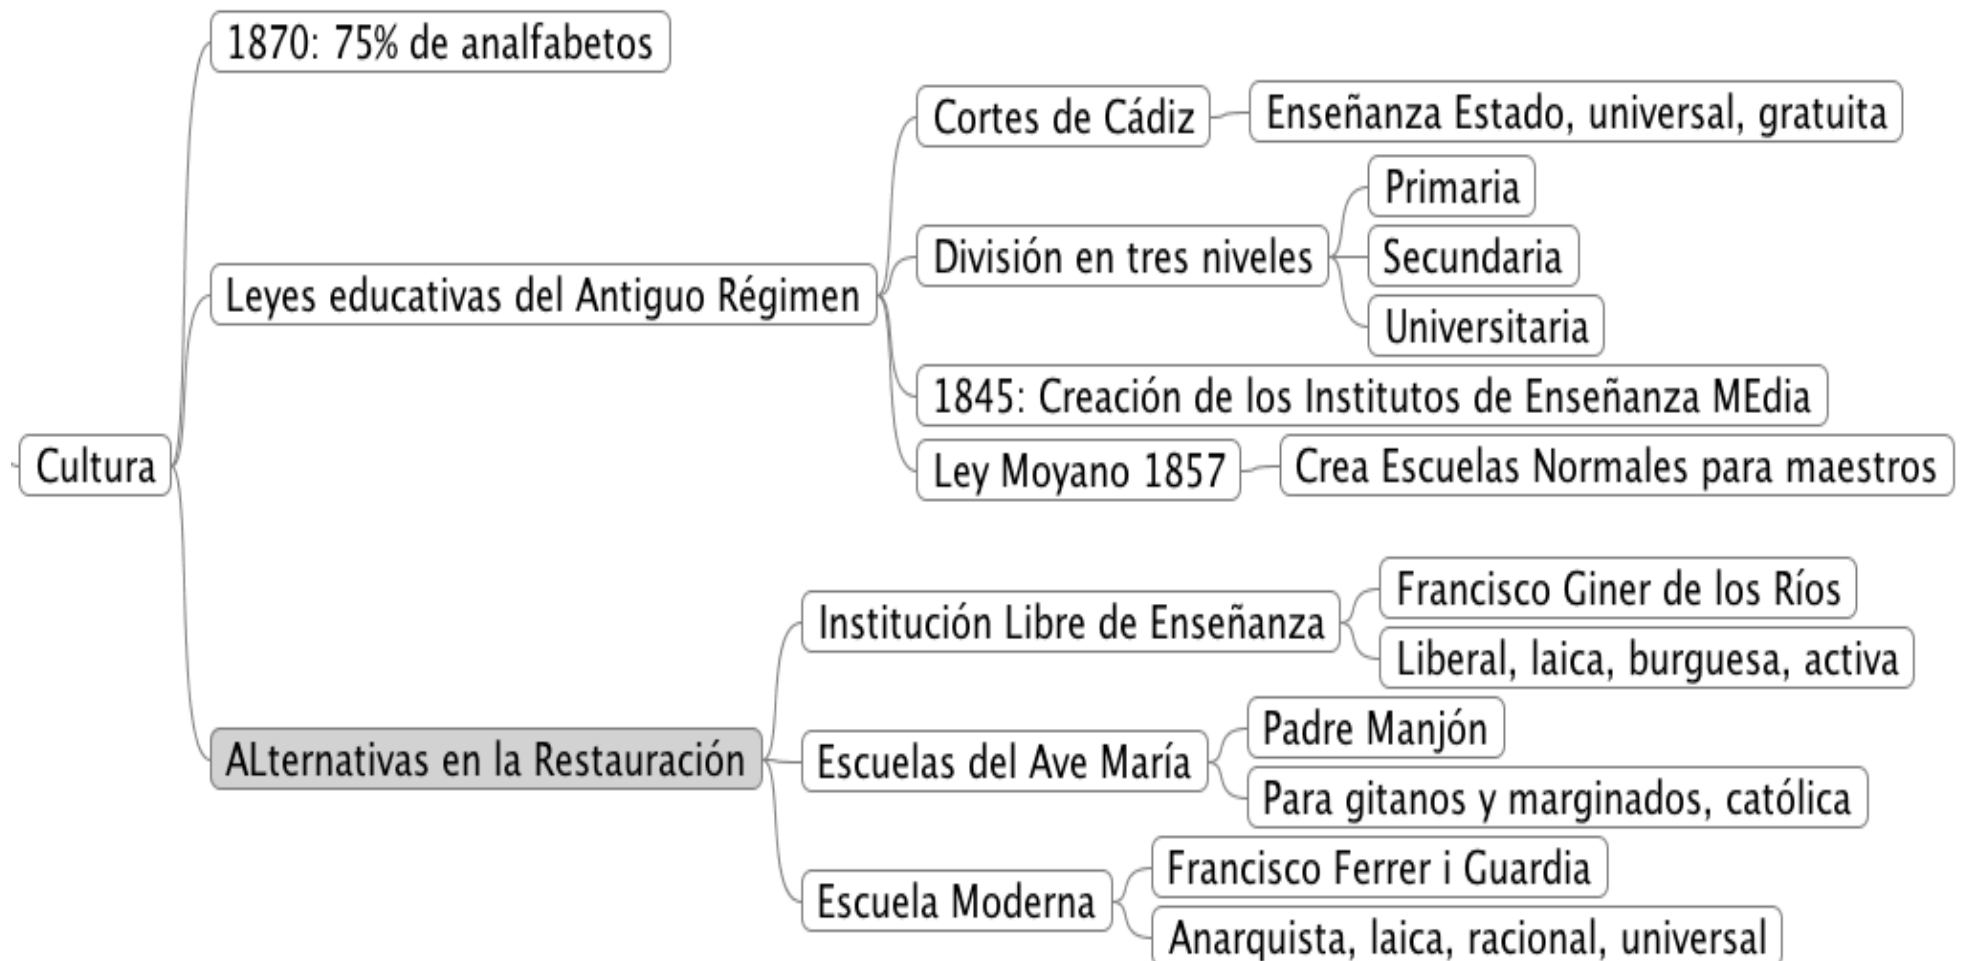 1870: 75% de analfabetos
Cortes de Cádiz
Enseñanza Estado, universal, gratuita
Primaria
División en tres niveles
Secundaria
Universitaria
Leyes educativas del Antiguo Régimen
1845: Creación de los Institutos de Enseñanza MEdia
Ley Moyano 1857
Crea Escuelas Normales para maestros
Cultura
Francisco Giner de los Ríos
Institución Libre de Enseñanza
Liberal, laica, burguesa, activa
Padre Manjón
ALternativas en la Restauración
Escuelas del Ave María
Para gitanos y marginados, católica
Francisco Ferrer i Guardia
Escuela Moderna
Anarquista, laica, racional, universal